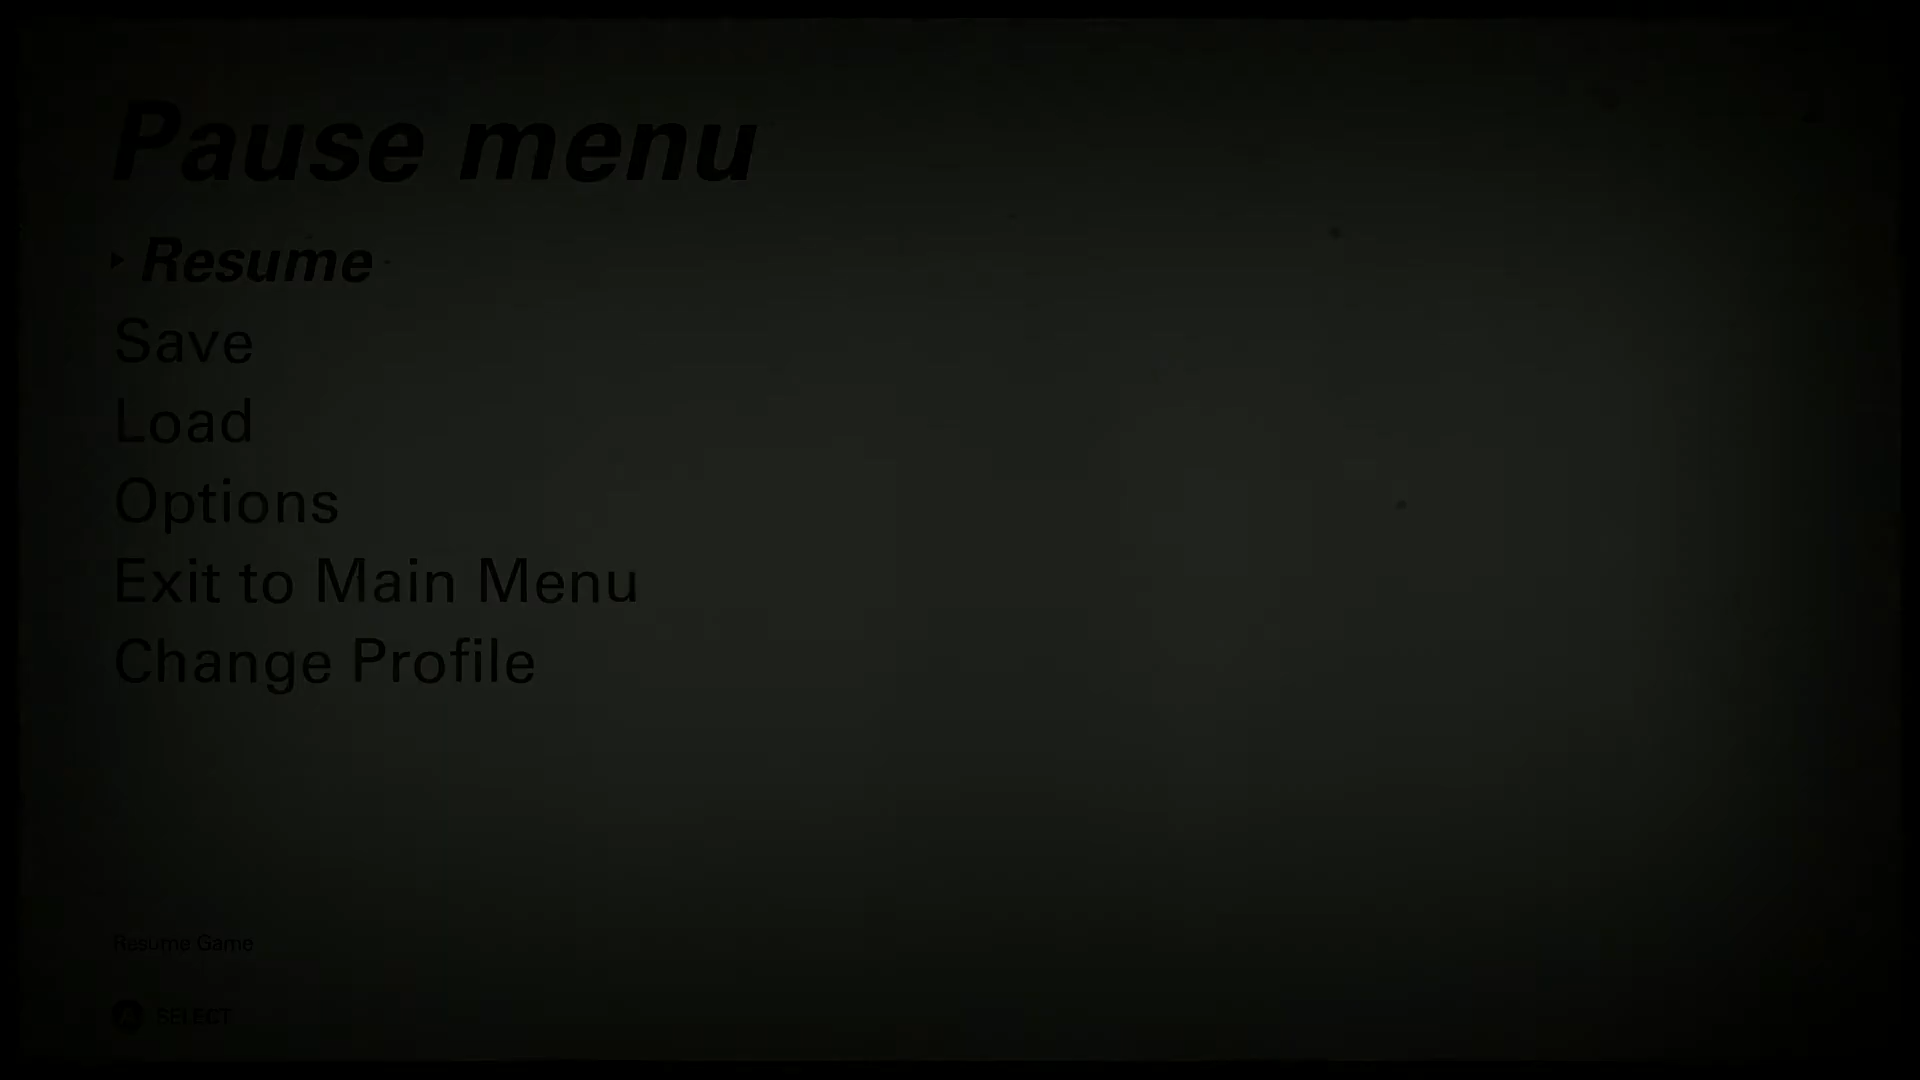 Pause menu
Resume
Save
Load
Options
Exit to Main Menu
Change Profile
Resume Game
A SELECT